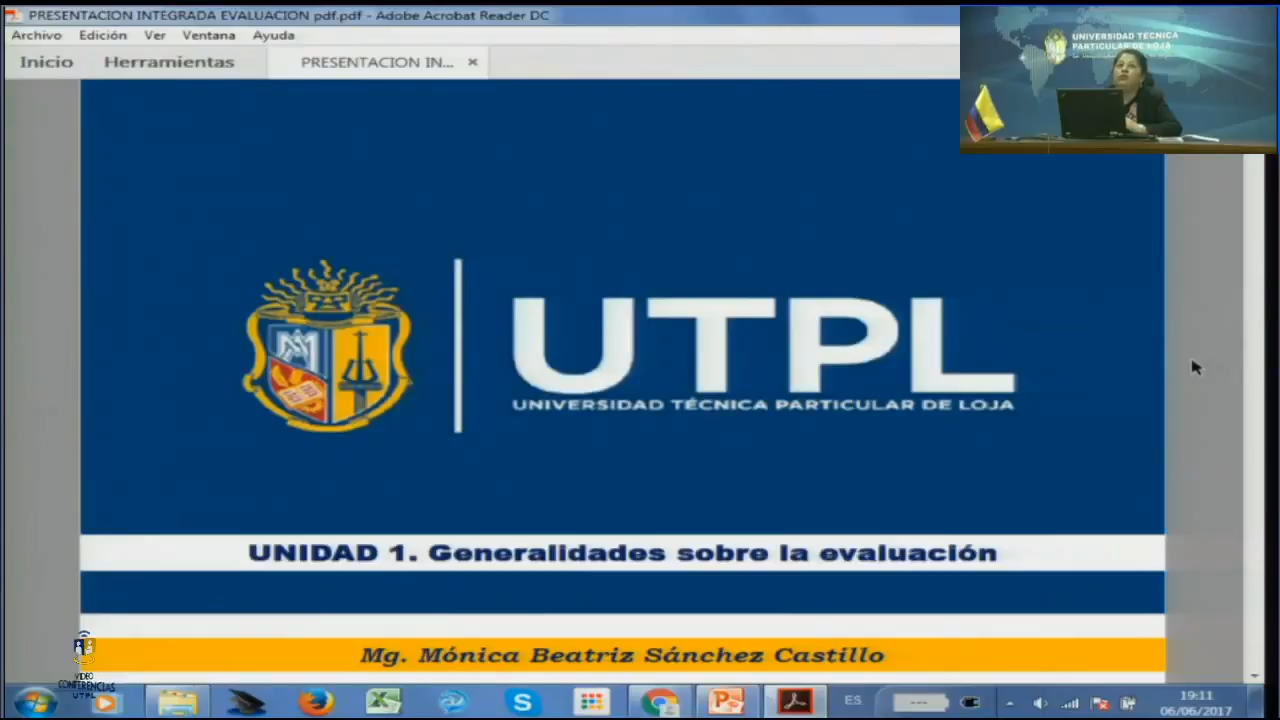 PRESENTACION INTEGRADA EVALUACION pdf.pdf - Adobe Acrobat Reader DC
Archivo Edición Ver Ventana Ayuda
Inicio Herramientas PRESENTACION IN... ×
UNIVERSIDAD TÉCNICA
PARTICULAR DE LOJA
UTPL
UNIVERSIDAD TÉCNICA PARTICULAR DE LOJA
UNIDAD 1. Generalidades sobre la evaluación
Mg. Mónica Beatriz Sánchez Castillo
VIDEO
CONFERENCIAS
UTPL
ES
19:11
06/06/2017